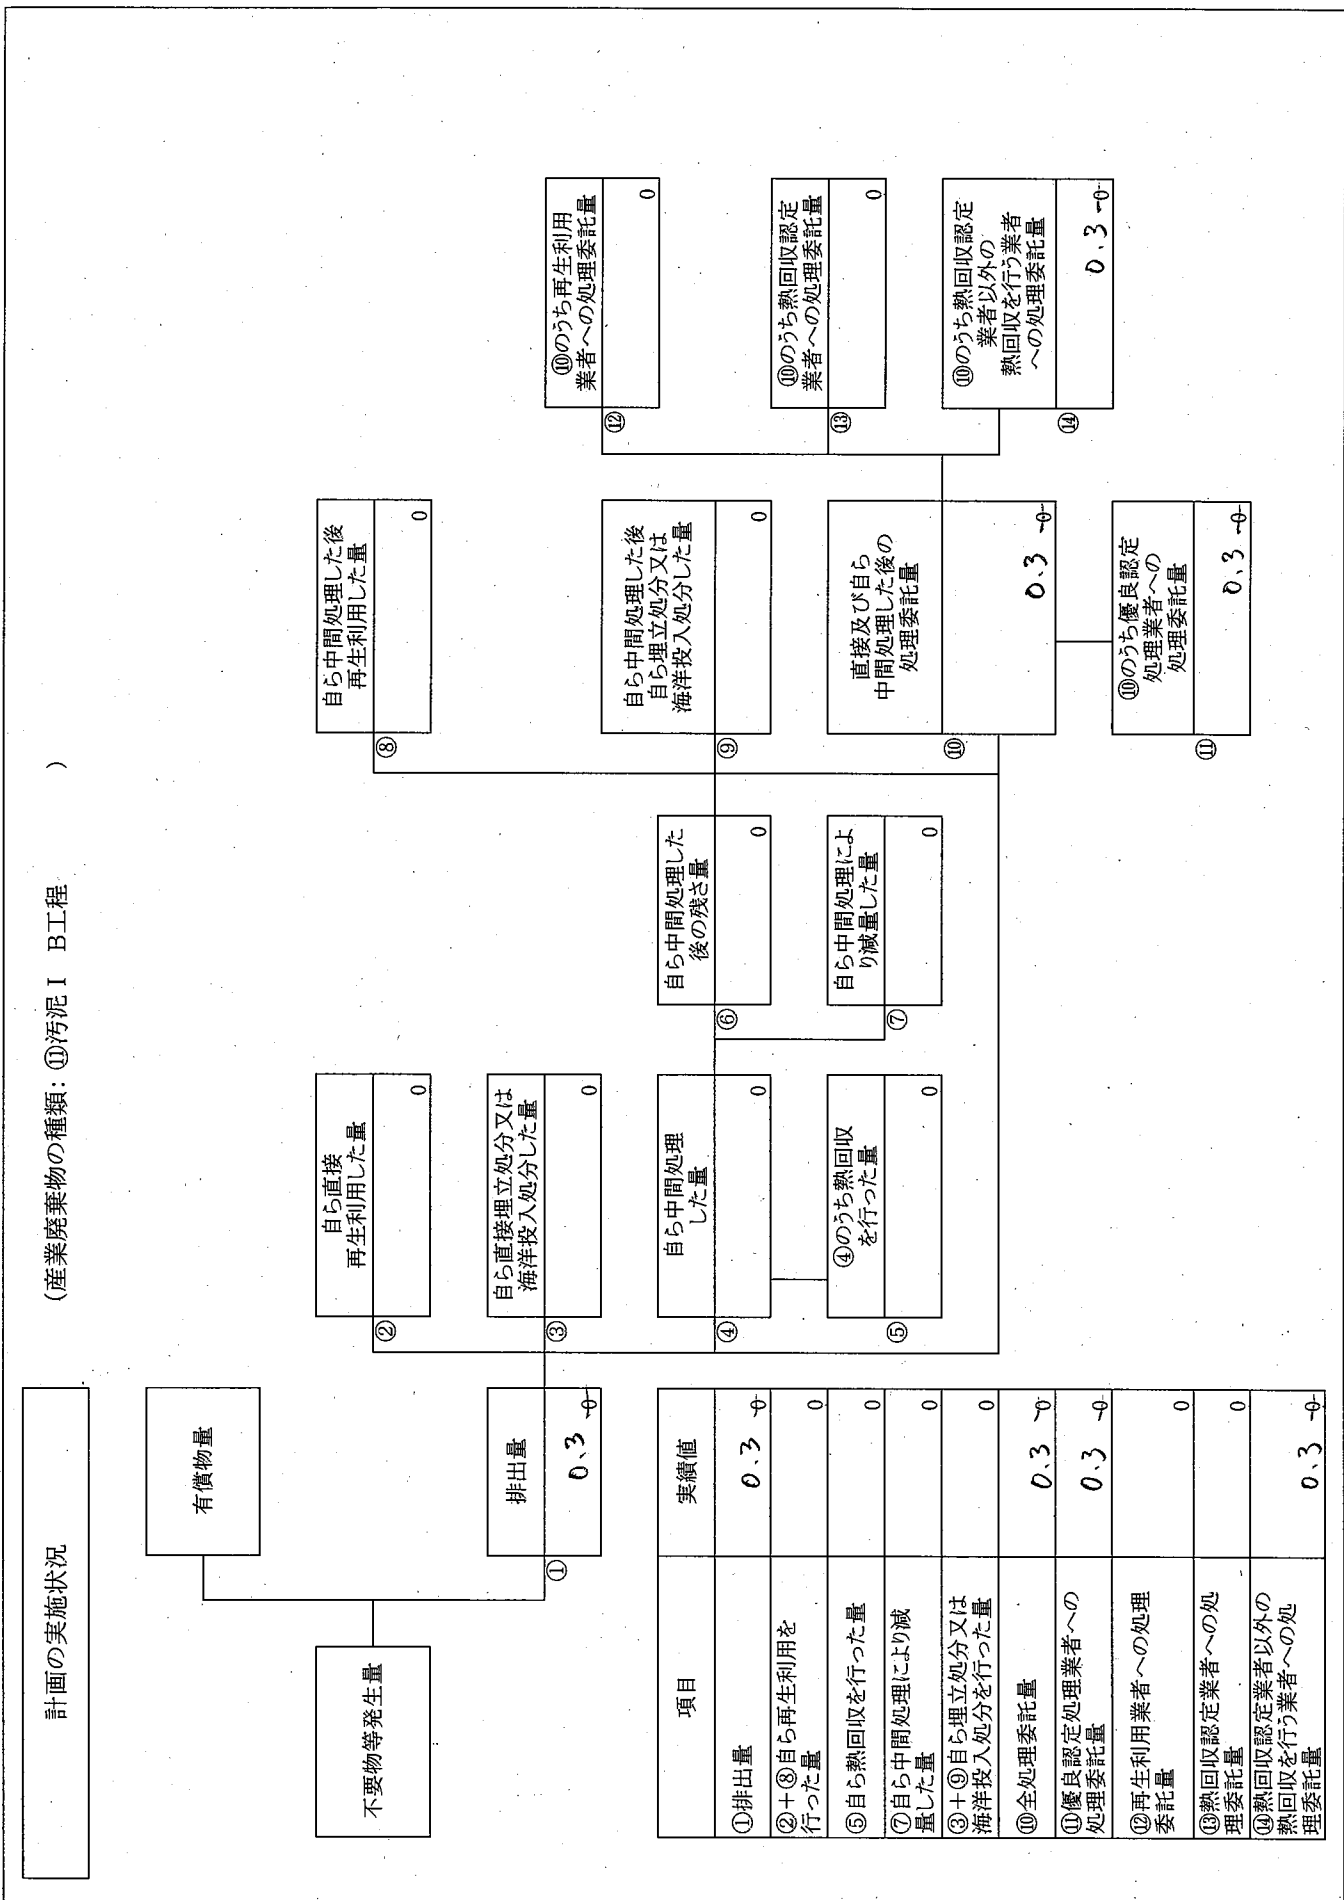 計画の実施状況
(産業廃棄物の種類: ⑪汚泥Ⅰ B工程 )
不要物等発生量
有償物量
①
排出量
0.3 0
②
自ら直接
再生利用した量
0
③
自ら直接埋立処分又は
海洋投入処分した量
0
④
自ら中間処理
した量
0
⑤
④のうち熱回収
を行った量
0
⑥
自ら中間処理した
後の残さ量
0
⑦
自ら中間処理によ
り減量した量
0
⑧
自ら中間処理した後
再生利用した量
0
⑨
自ら中間処理した後
自ら埋立処分又は
海洋投入処分した量
0
⑩
直接及び自ら
中間処理した後の
処理委託量
0.3 0
⑪
⑩のうち優良認定
処理業者への
処理委託量
0.3 0
⑫
⑩のうち再生利用
業者への処理委託量
0
⑬
⑩のうち熱回収認定
業者への処理委託量
0
⑭
⑩のうち熱回収認定
業者以外の
熱回収を行う業者
への処理委託量
0.3 0
項目 実績値
①排出量 0.3 0
②+⑧自ら再生利用を
行った量 0
⑤自ら熱回収を行った量 0
⑦自ら中間処理により減
量した量 0
③+⑨自ら埋立処分又は
海洋投入処分を行った量 0
⑩全処理委託量 0.3 0
⑪優良認定処理業者への
処理委託量 0.3 0
⑫再生利用業者への処理
委託量 0
⑬熱回収認定業者への処
理委託量 0
⑭熱回収認定業者以外の
熱回収を行う業者への処
理委託量 0.3 0